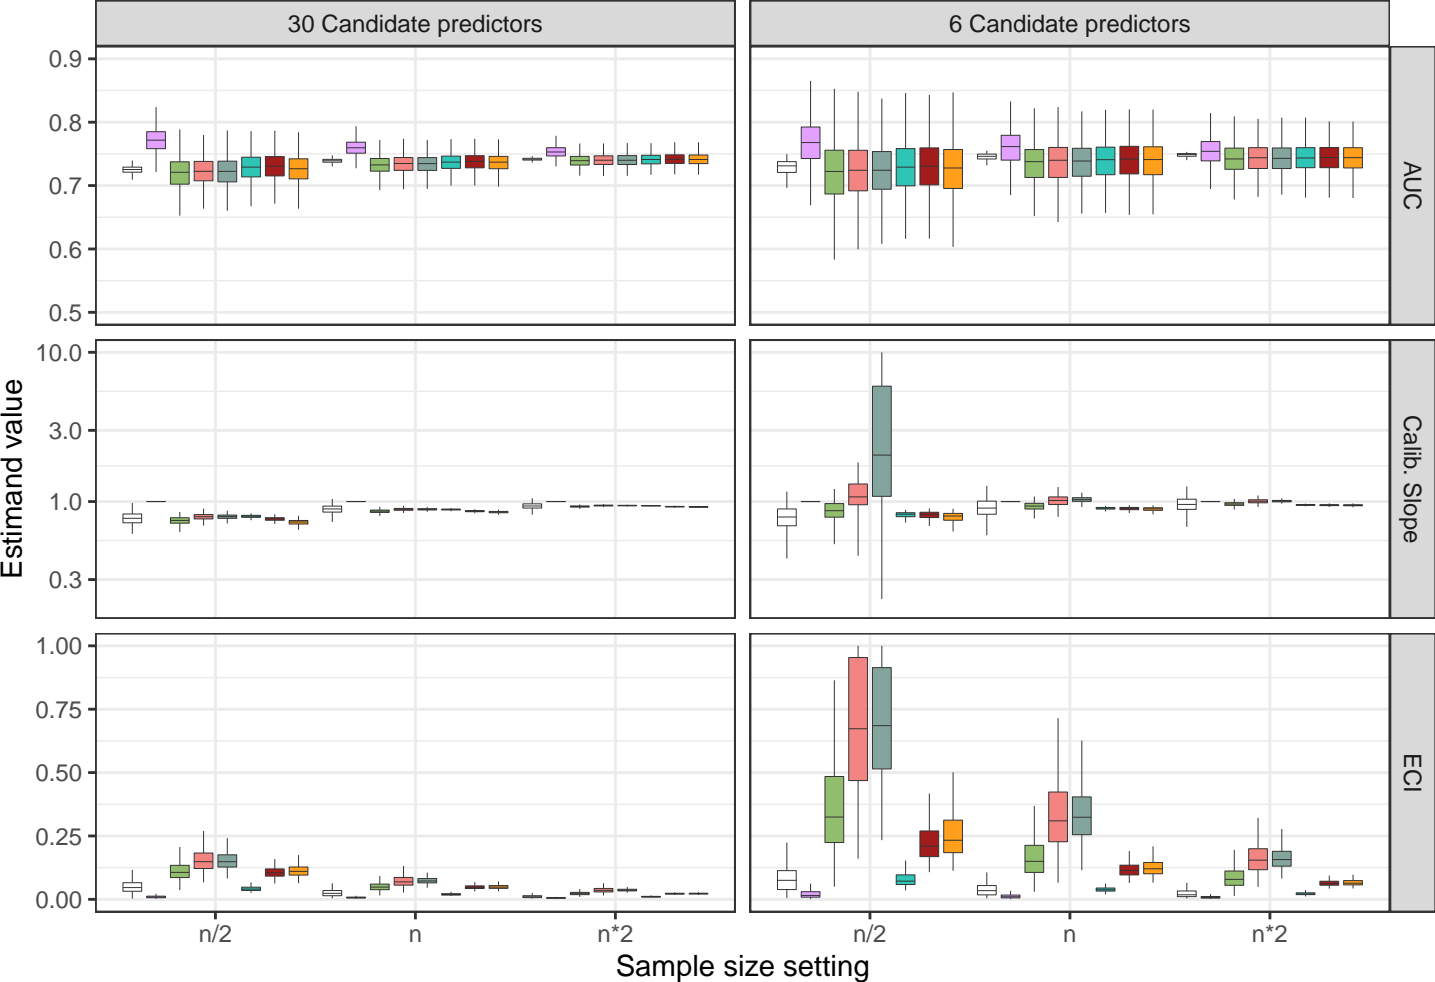 30 Candidate predictors
6 Candidate predictors
0.9
0.8
0.7
0.6
0.5
AUC
10.0
3.0
1.0
0.3
Calib. Slope
1.00
0.75
0.50
0.25
0.00
ECI
Estimand value
n/2
n
n*2
n/2
n
n*2
Sample size setting